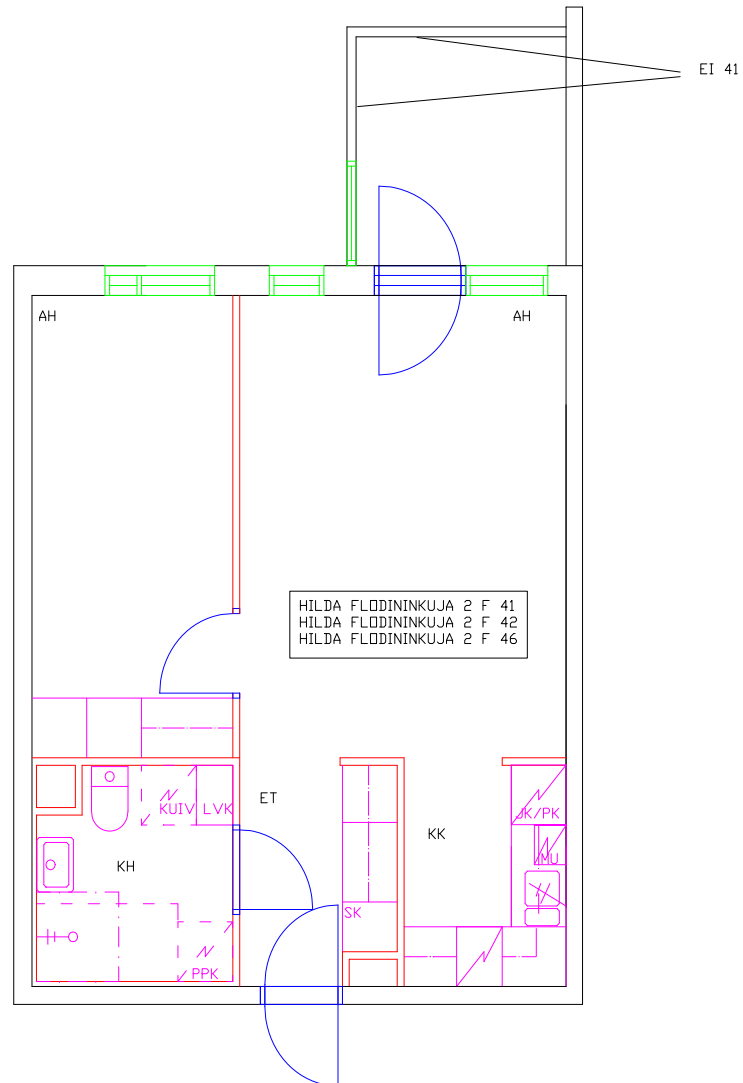 EI 41
AH
AH
HILDA FLODININKUJA 2 F 41
HILDA FLODININKUJA 2 F 42
HILDA FLODININKUJA 2 F 46
ET
KUIV LVK
JK/PK
KK
MU
KH
SK
PPK